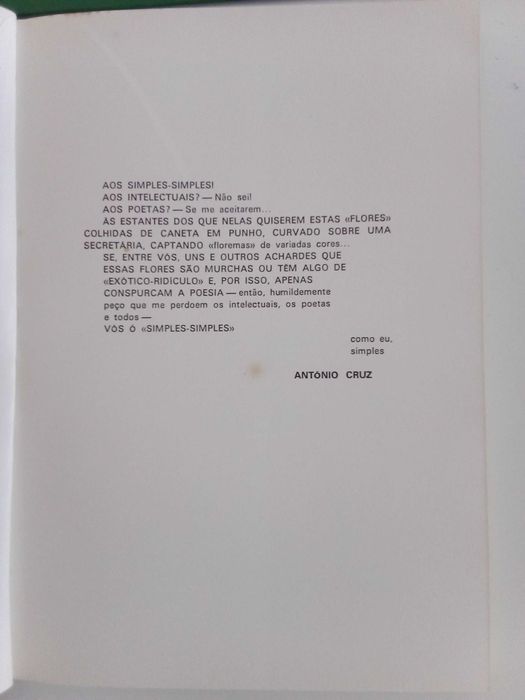 AOS SIMPLES-SIMPLES!
AOS INTELECTUAIS? — Não sei!
AOS POETAS? — Se me aceitarem...
ÀS ESTANTES DOS QUE NELAS QUISEREM ESTAS «FLORES»
COLHIDAS DE CANETA EM PUNHO, CURVADO SOBRE UMA
SECRETÁRIA, CAPTANDO «floremas» de variadas cores...
SE, ENTRE VÓS, UNS E OUTROS ACHARDES QUE
ESSAS FLORES SÃO MURCHAS OU TÊM ALGO DE
«EXÓTICO-RIDÍCULO» E, POR ISSO, APENAS
CONSPURCAM A POESIA — então, humildemente
peço que me perdoem os intelectuais, os poetas
e todos —
VÓS Ó «SIMPLES-SIMPLES»
como eu,
simples
ANTÓNIO CRUZ